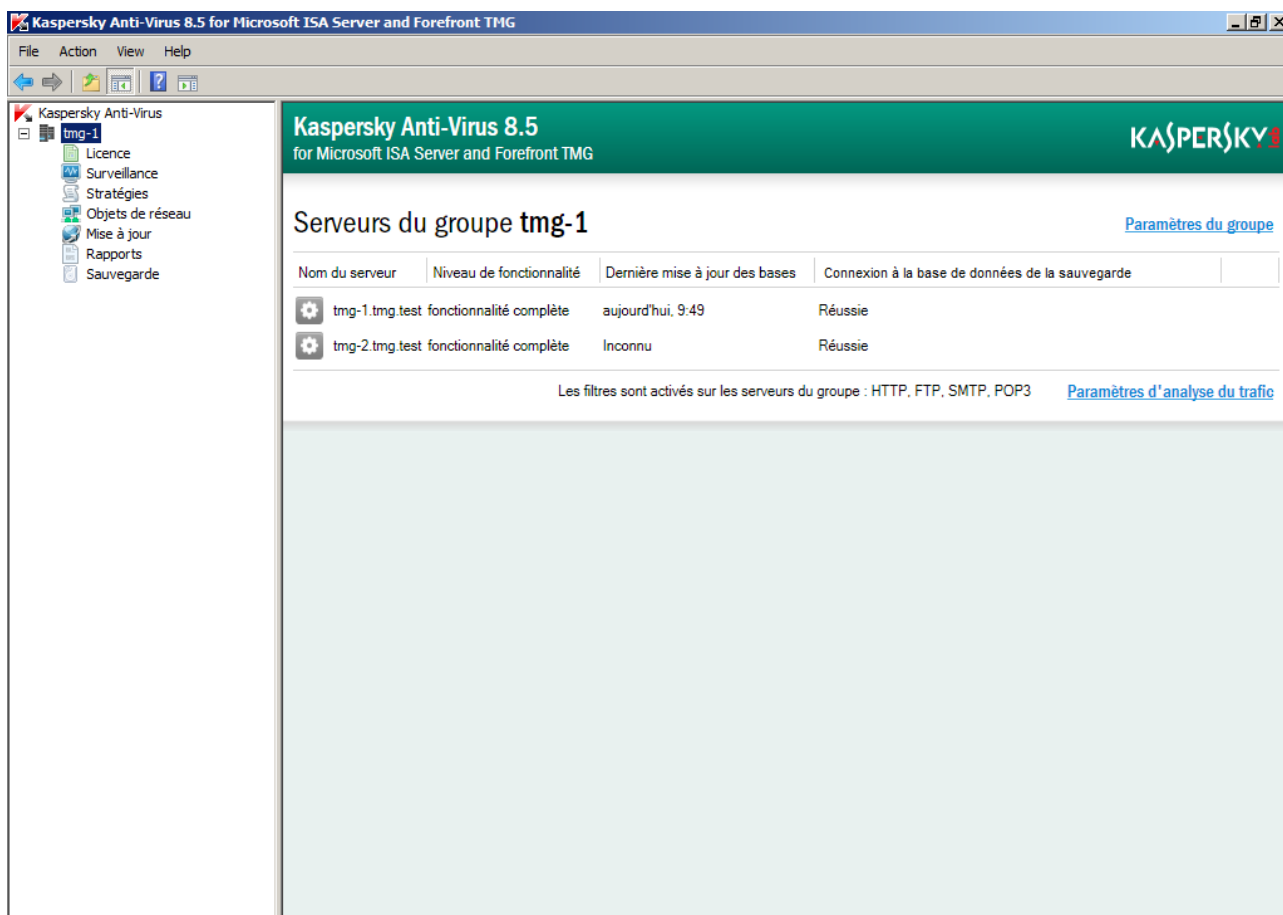 Kaspersky Anti-Virus 8.5 for Microsoft ISA Server and Forefront TMG
File Action View Help
Kaspersky Anti-Virus
tmg-1
Licence
Surveillance
Stratégies
Objets de réseau
Mise à jour
Rapports
Sauvegarde
Kaspersky Anti-Virus 8.5
for Microsoft ISA Server and Forefront TMG
KASPERSKY
Serveurs du groupe tmg-1
Paramètres du groupe
Nom du serveur Niveau de fonctionnalité Dernière mise à jour des bases Connexion à la base de données de la sauvegarde
tmg-1.tmg.test fonctionnalité complète aujourd'hui, 9:49 Réussie
tmg-2.tmg.test fonctionnalité complète Inconnu Réussie
Les filtres sont activés sur les serveurs du groupe : HTTP, FTP, SMTP, POP3 Paramètres d'analyse du trafic